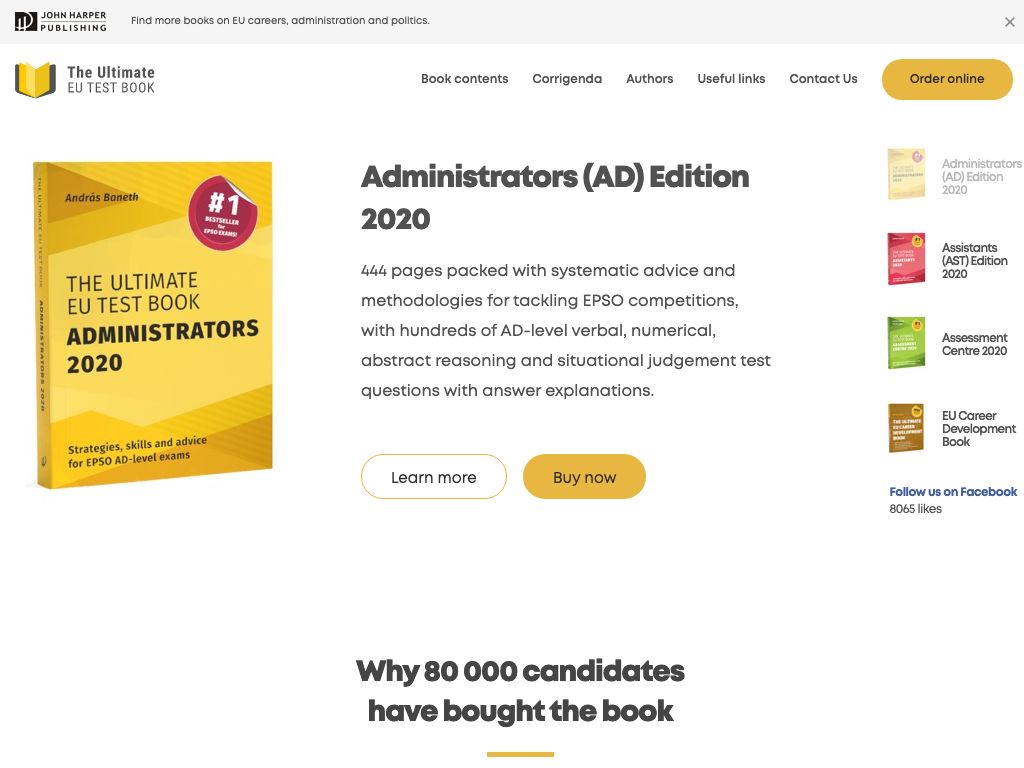 JOHN HARPER
PUBLISHING
Find more books on EU careers, administration and politics.
The Ultimate
EU TEST BOOK
Book contents
Corrigenda
Authors
Useful links
Contact Us
Order online
THE ULTIMATE EU TEST BOOK ADMINISTRATORS 2020
András Baneth
#1
BESTSELLER
for
EPSO EXAMS!
THE ULTIMATE
EU TEST BOOK
ADMINISTRATORS
2020
Strategies, skills and advice
for EPSO AD-level exams
Administrators (AD) Edition
2020
444 pages packed with systematic advice and
methodologies for tackling EPSO competitions,
with hundreds of AD-level verbal, numerical,
abstract reasoning and situational judgement test
questions with answer explanations.
Learn more
Buy now
Administrators
(AD) Edition
2020
Assistants
(AST) Edition
2020
Assessment
Centre 2020
EU Career
Development
Book
Follow us on Facebook
8065 likes
Why 80 000 candidates
have bought the book